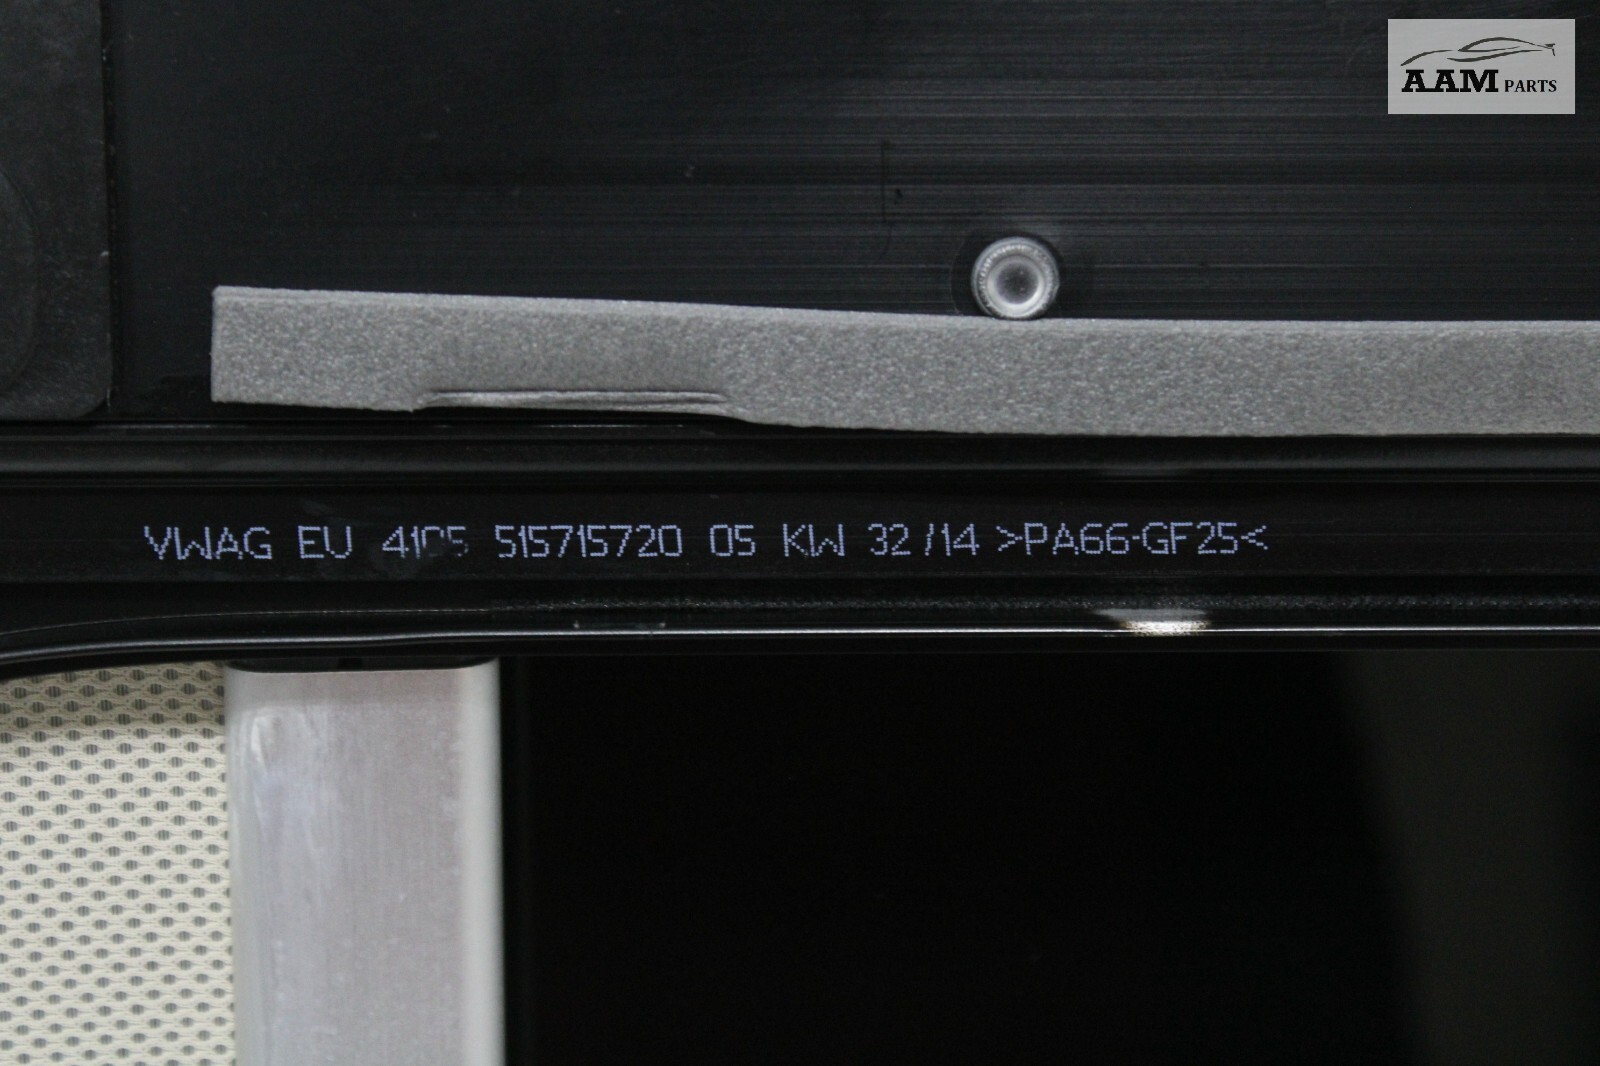 AAM PARTS
VWAG EU 4105 515715720 05 KW 32/14 >PA66-GF25<